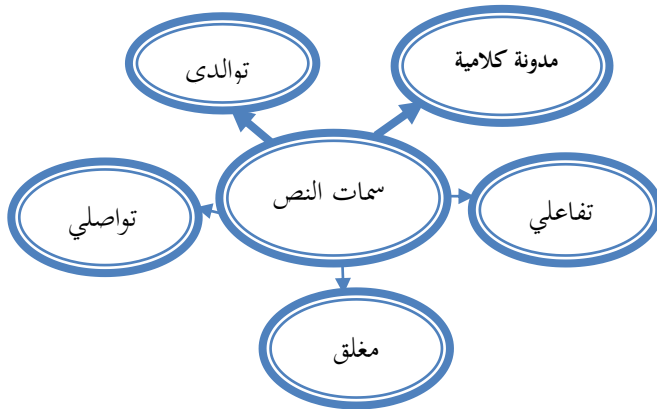 مدونة كلامية
توالدى
سمات النص
تفاعلي
تواصلي
مغلق